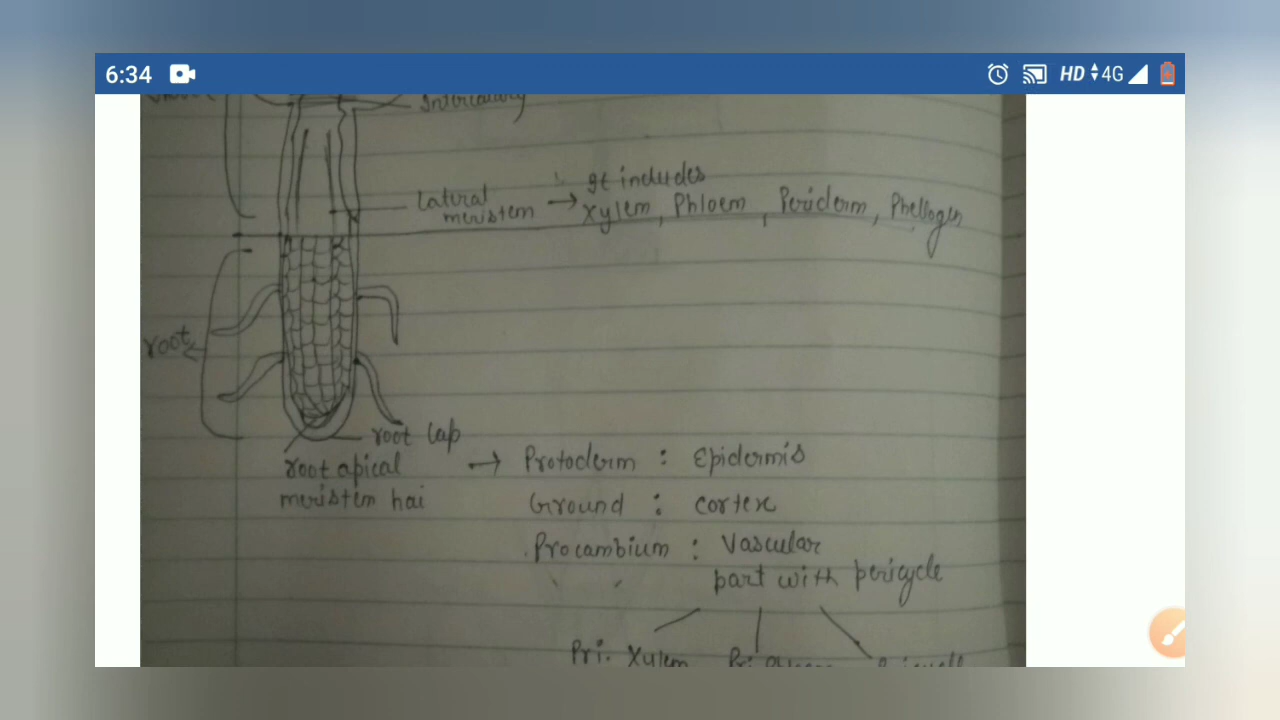 6:34 HD 4G
Intercalary
Lateral
meristem → It includes
Xylem, Phloem, Periderm, Phellogen
root
root cap
root apical
meristem hai → Protoderm : Epidermis
Ground : cortex
Procambium : Vascular
part with pericycle
Pri. Xylem